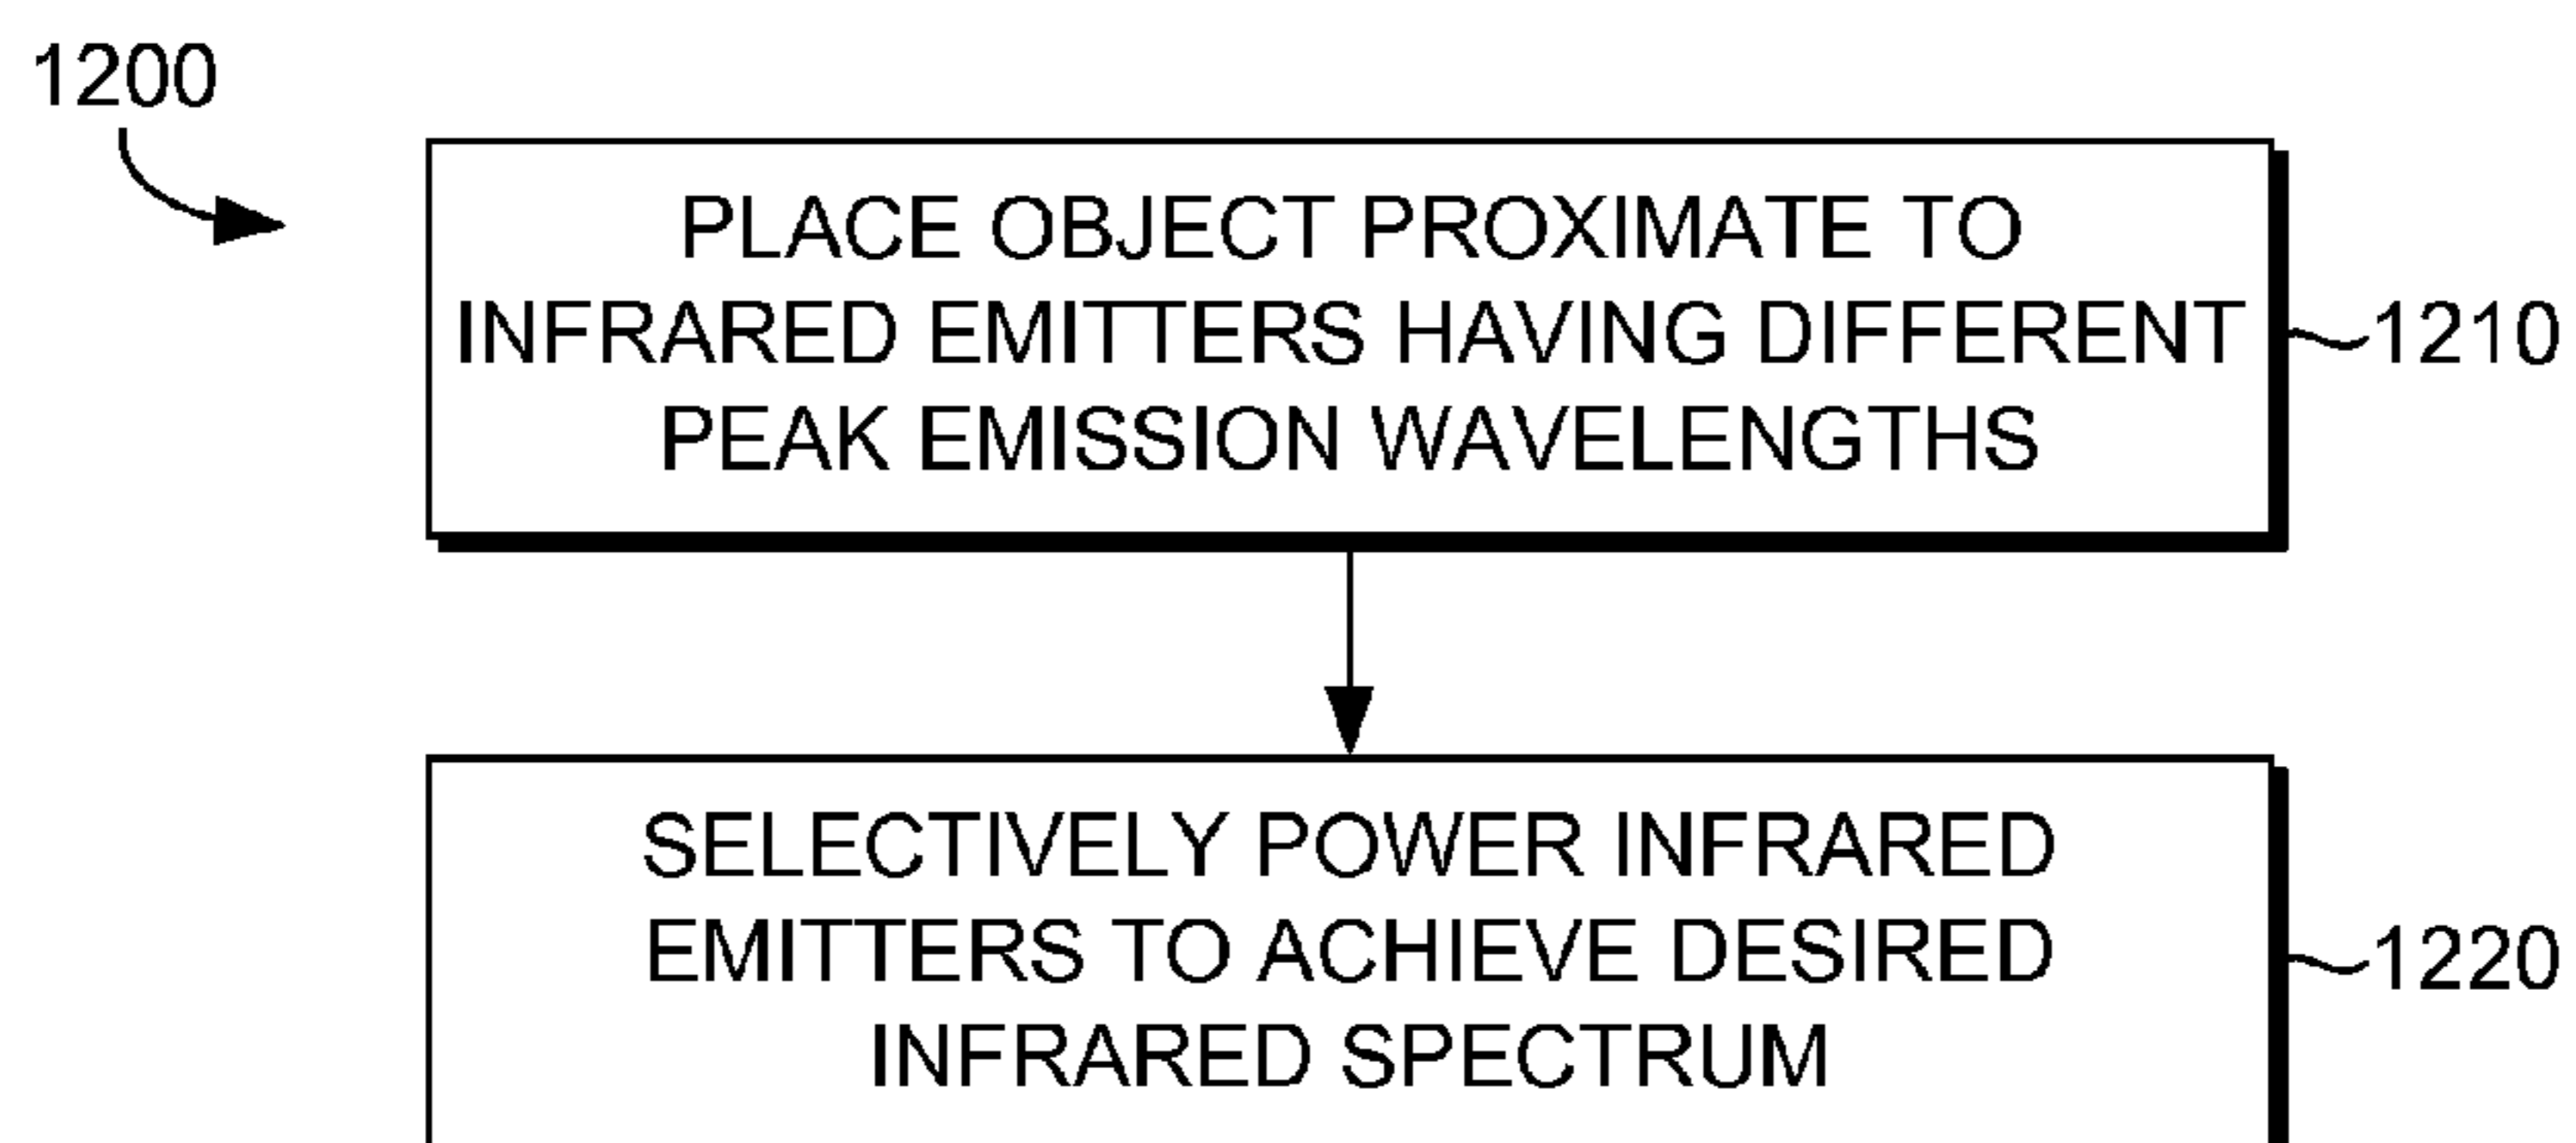 1200
PLACE OBJECT PROXIMATE TO
INFRARED EMITTERS HAVING DIFFERENT
PEAK EMISSION WAVELENGTHS
1210
SELECTIVELY POWER INFRARED
EMITTERS TO ACHIEVE DESIRED
INFRARED SPECTRUM
1220